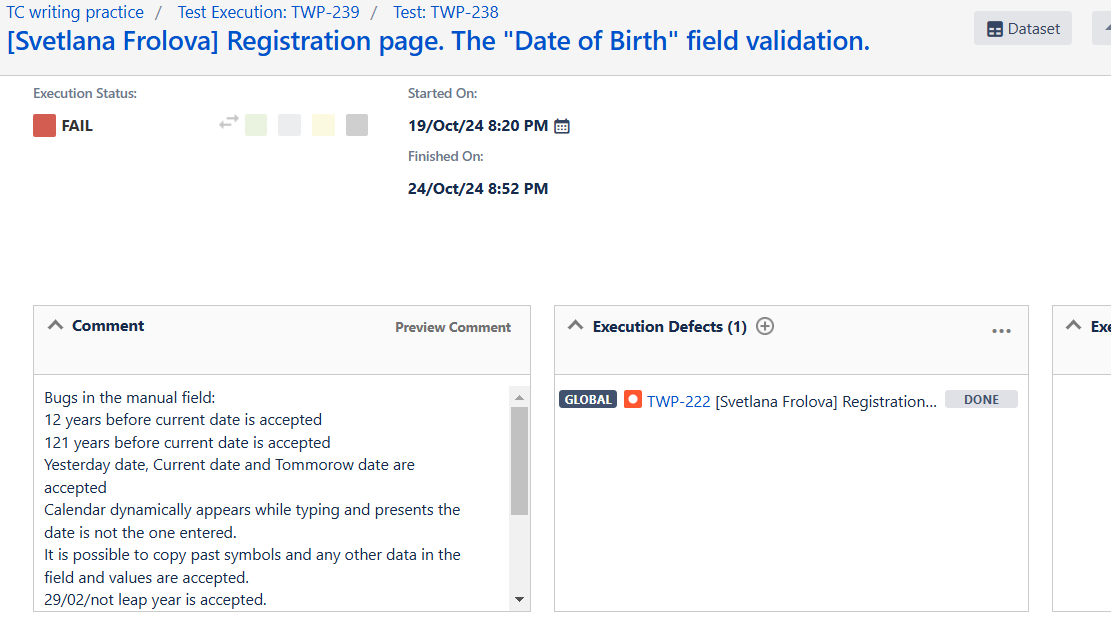 TC writing practice / Test Execution: TWP-239 / Test: TWP-238
[Svetlana Frolova] Registration page. The "Date of Birth" field validation.
Dataset
Execution Status:
FAIL
Started On:
19/Oct/24 8:20 PM
Finished On:
24/Oct/24 8:52 PM
Comment
Preview Comment
Bugs in the manual field:
12 years before current date is accepted
121 years before current date is accepted
Yesterday date, Current date and Tommorow date are
accepted
Calendar dynamically appears while typing and presents the
date is not the one entered.
It is possible to copy past symbols and any other data in the
field and values are accepted.
29/02/not leap year is accepted.
Execution Defects (1)
GLOBAL TWP-222 [Svetlana Frolova] Registration... DONE